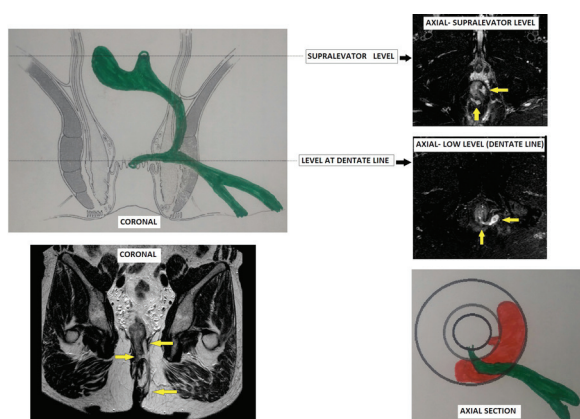 AXIAL- SUPRALEVATOR LEVEL
SUPRALEVATOR LEVEL
AXIAL- LOW LEVEL (DENTATE LINE)
LEVEL AT DENTATE LINE
CORONAL
CORONAL
AXIAL SECTION